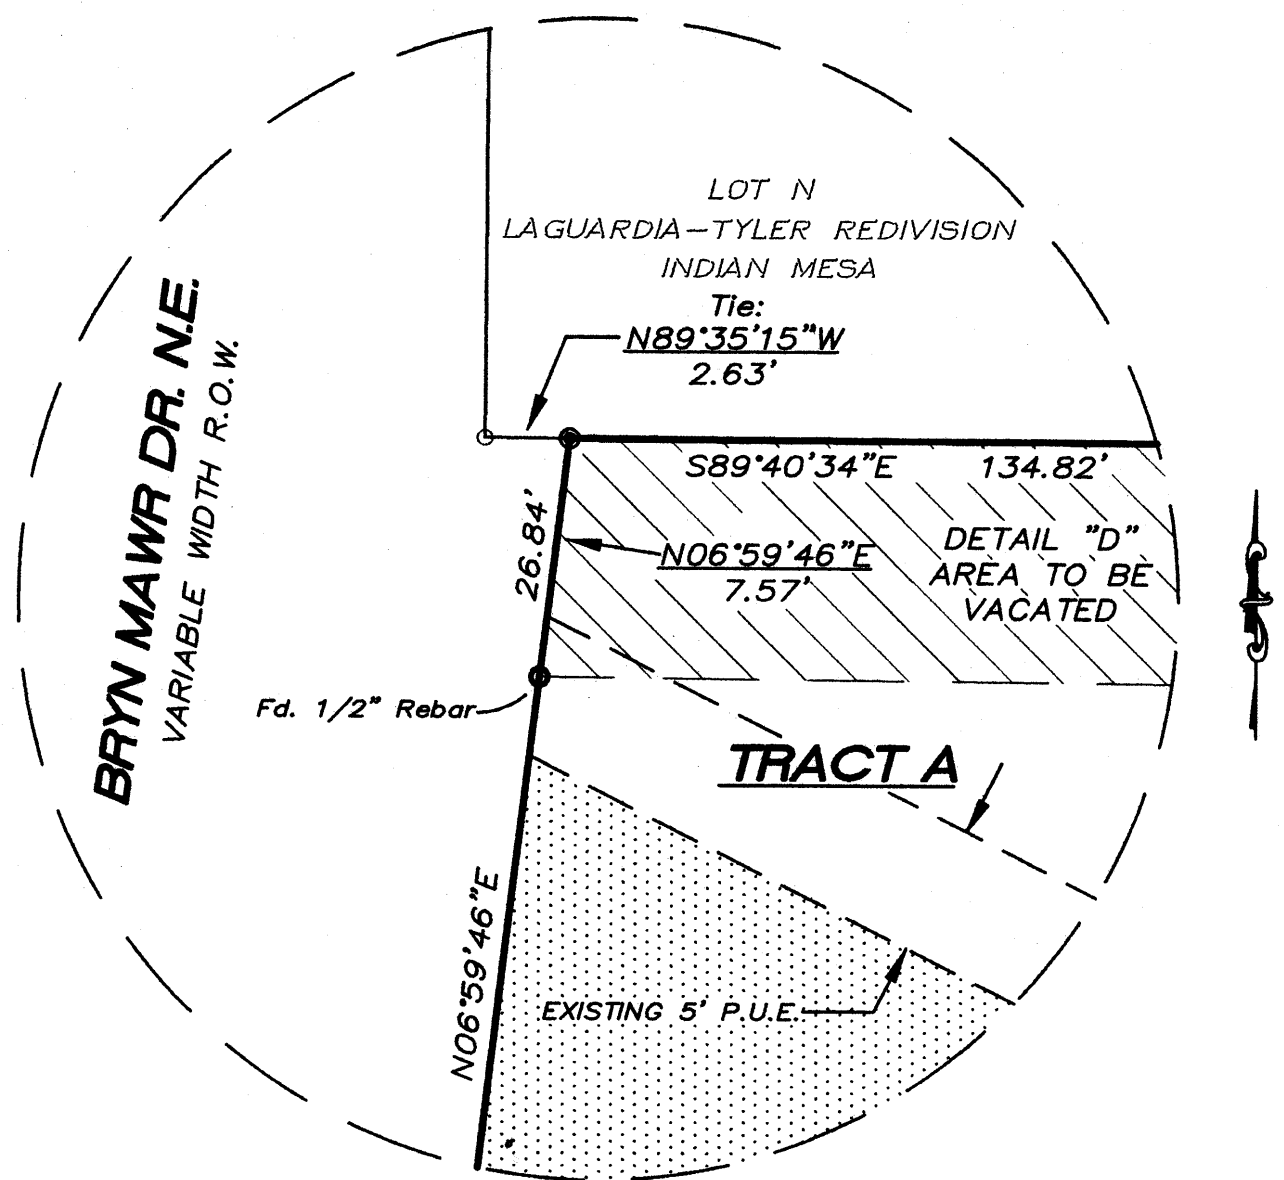 LOT N
LAGUARDIA-TYLER REDIVISION
INDIAN MESA
Tie:
N89°35'15"W
2.63'
BRYN MAWR DR. N.E.
VARIABLE WIDTH R.O.W.
S89°40'34"E 134.82'
26.84'
N06°59'46"E
7.57'
DETAIL "D"
AREA TO BE
VACATED
Fd. 1/2" Rebar
TRACT A
N06°59'46"E
EXISTING 5' P.U.E.